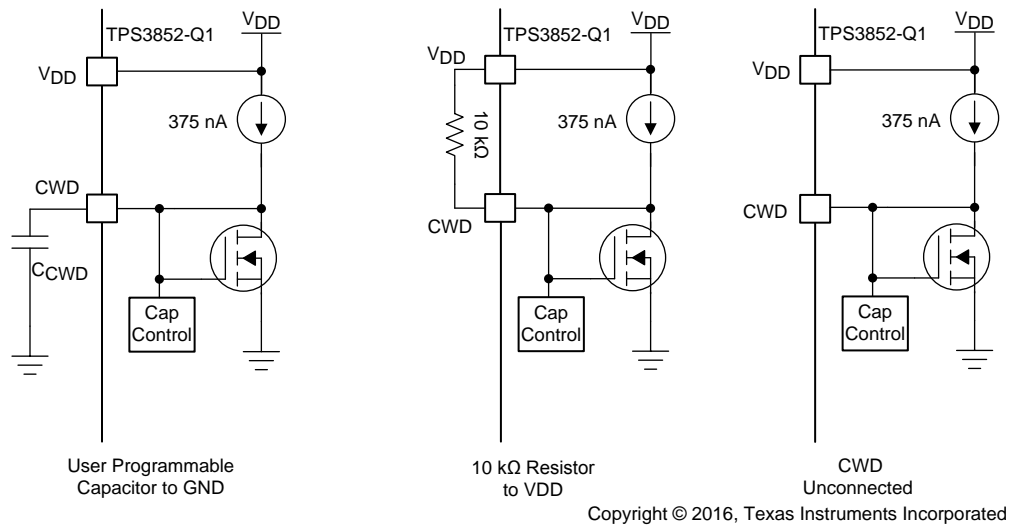 TPS3852-Q1
VDD
VDD
375 nA
CWD
CCWD
Cap
Control
User Programmable
Capacitor to GND
TPS3852-Q1
VDD
VDD
10 kΩ
375 nA
CWD
Cap
Control
10 kΩ Resistor
to VDD
TPS3852-Q1
VDD
VDD
375 nA
CWD
Cap
Control
CWD
Unconnected
Copyright © 2016, Texas Instruments Incorporated